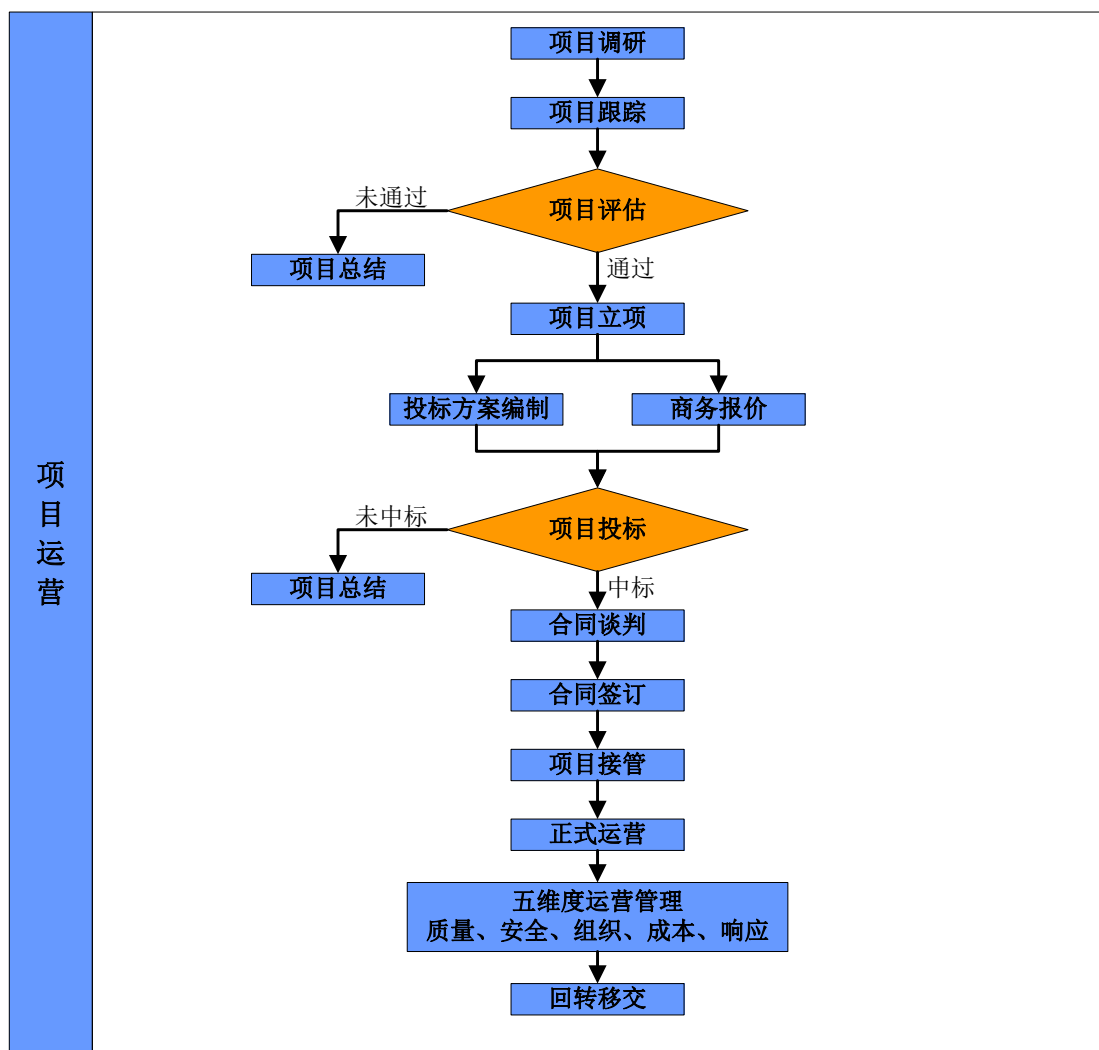 项目运营
项目调研
项目跟踪
项目评估
未通过
项目总结
通过
项目立项
投标方案编制
商务报价
项目投标
未中标
项目总结
中标
合同谈判
合同签订
项目接管
正式运营
五维度运营管理
质量、安全、组织、成本、响应
回转移交